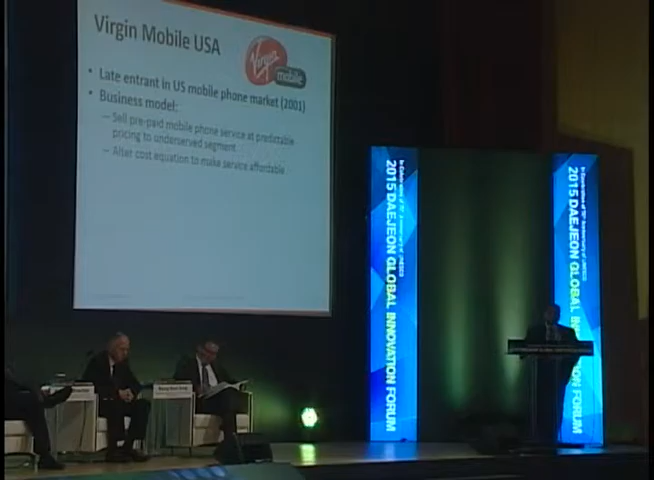 Virgin Mobile USA
Virgin
mobile
• Late entrant in US mobile phone market (2001)
• Business model:
– Sell pre-paid mobile phone service at predictable
pricing to underserved segment
– Alter cost equation to make service affordable
2015 DAEJEON GLOBAL INNOVATION FORUM
2015 DAEJEON GLOBAL